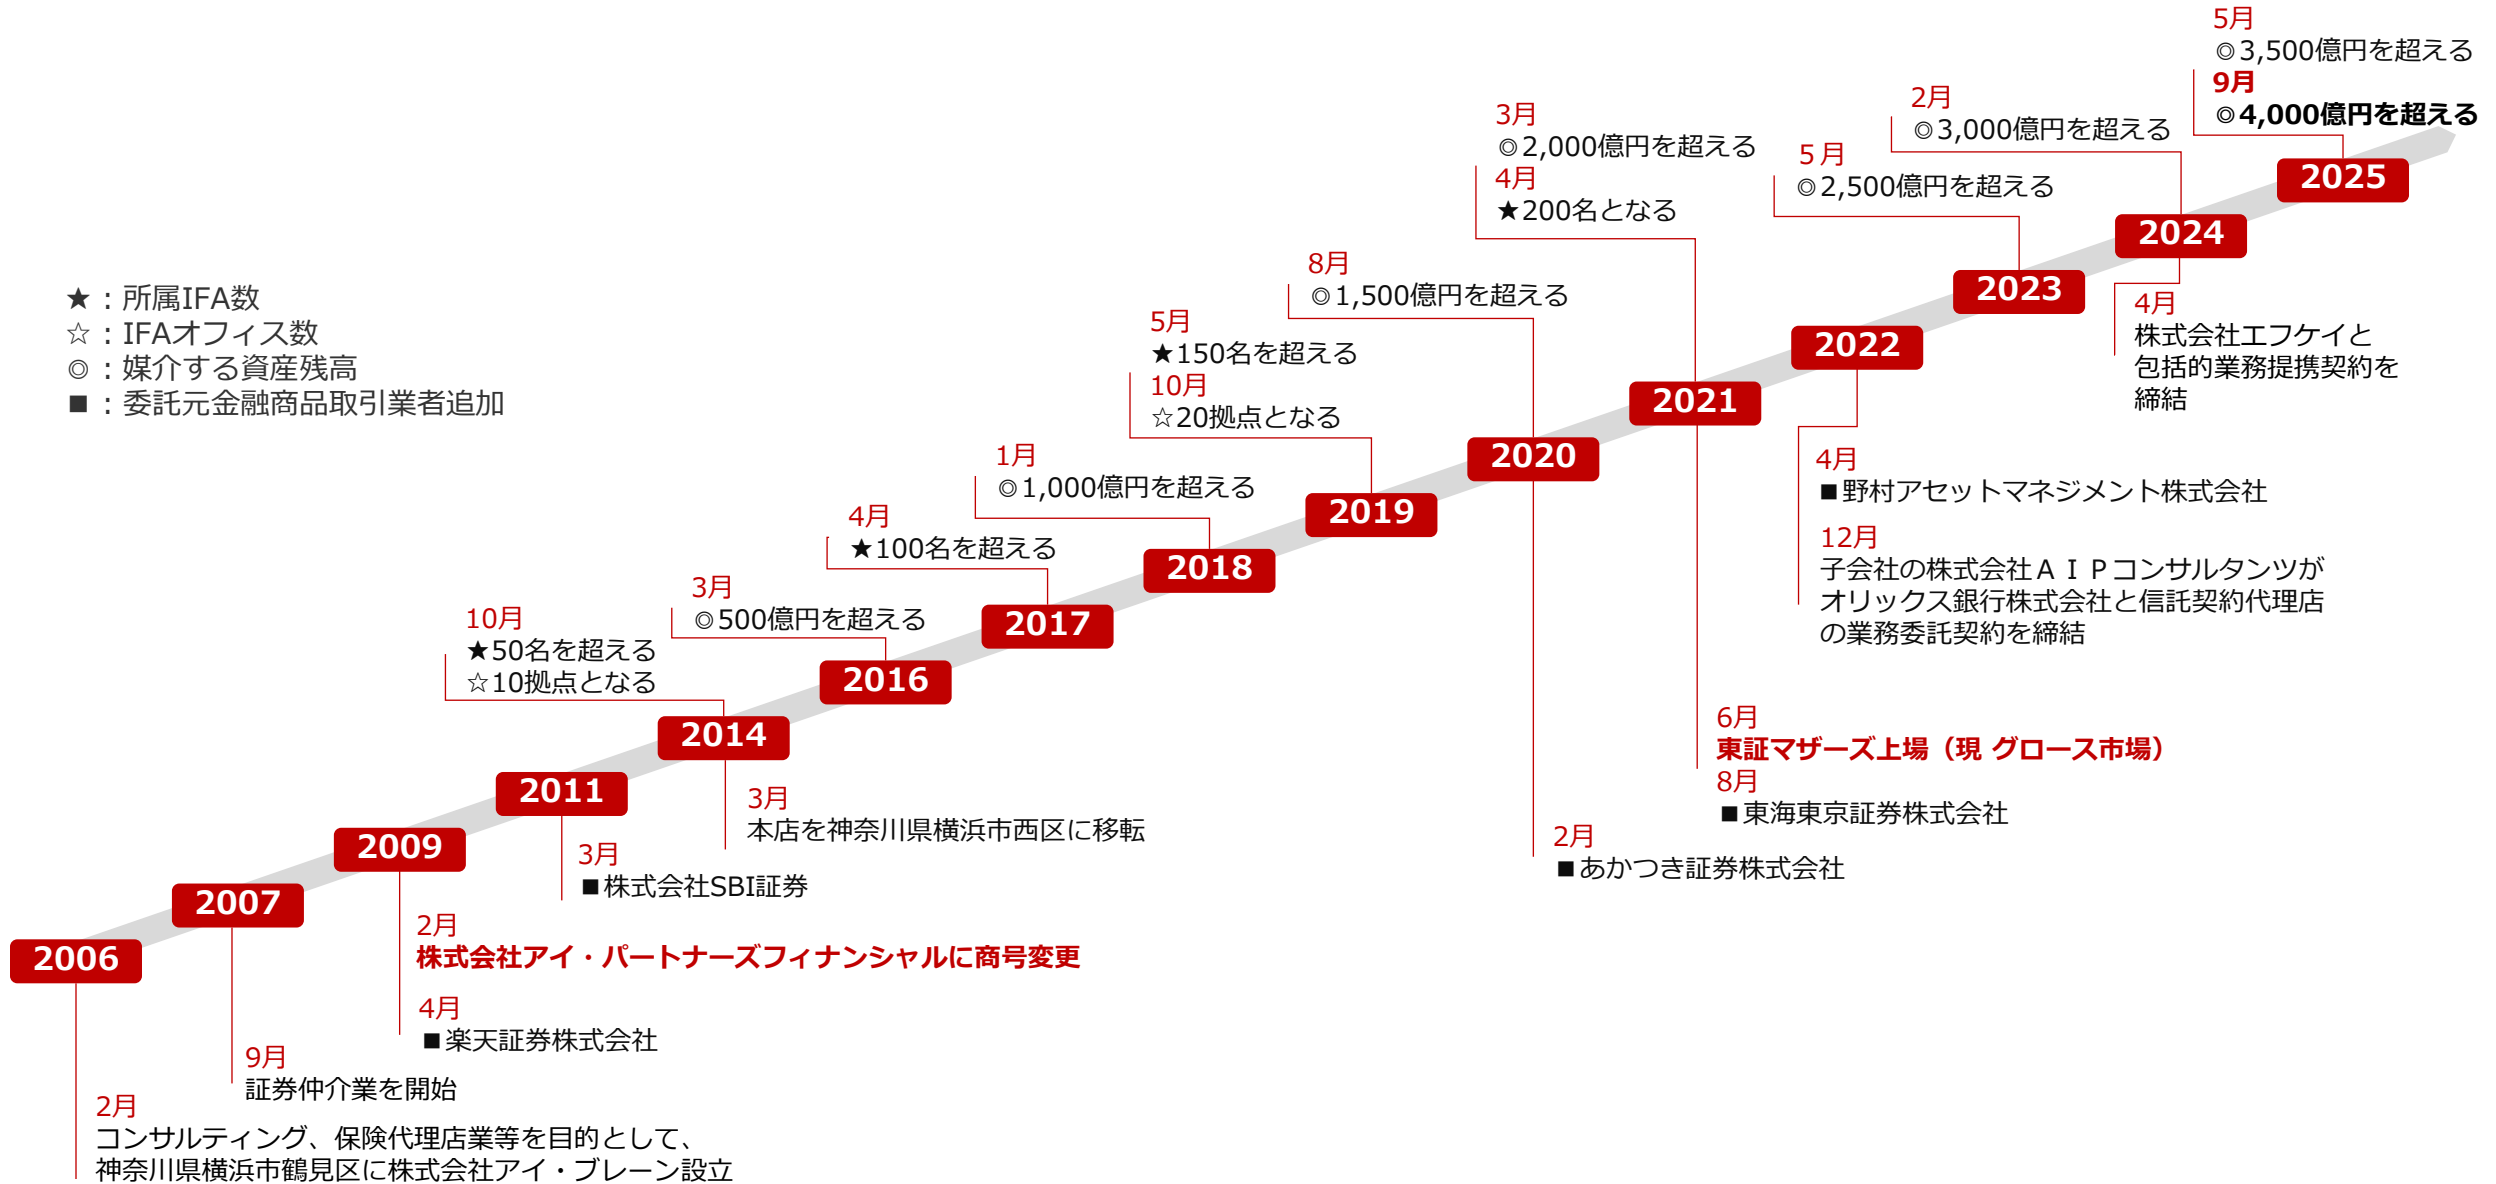 ★：所属IFA数
☆：IFAオフィス数
◎：媒介する資産残高
■：委託元金融商品取引業者追加
2006
2月
コンサルティング、保険代理店業等を目的として、
神奈川県横浜市鶴見区に株式会社アイ・ブレーン設立
2007
9月
証券仲介業を開始
2009
2月
株式会社アイ・パートナーズフィナンシャルに商号変更
4月
■楽天証券株式会社
2011
3月
■株式会社SBI証券
10月
★50名を超える
☆10拠点となる
2014
3月
本店を神奈川県横浜市西区に移転
3月
◎500億円を超える
2016
4月
★100名を超える
2017
1月
◎1,000億円を超える
2018
5月
★150名を超える
10月
☆20拠点となる
2019
8月
◎1,500億円を超える
2020
2月
■あかつき証券株式会社
3月
◎2,000億円を超える
4月
★200名となる
2021
6月
東証マザーズ上場（現 グロース市場）
8月
■東海東京証券株式会社
2022
4月
■野村アセットマネジメント株式会社
12月
子会社の株式会社ＡＩＰコンサルタンツが
オリックス銀行株式会社と信託契約代理店
の業務委託契約を締結
５月
◎2,500億円を超える
2023
2月
◎3,000億円を超える
2024
4月
株式会社エフケイと
包括的業務提携契約を
締結
5月
◎3,500億円を超える
9月
◎4,000億円を超える
2025